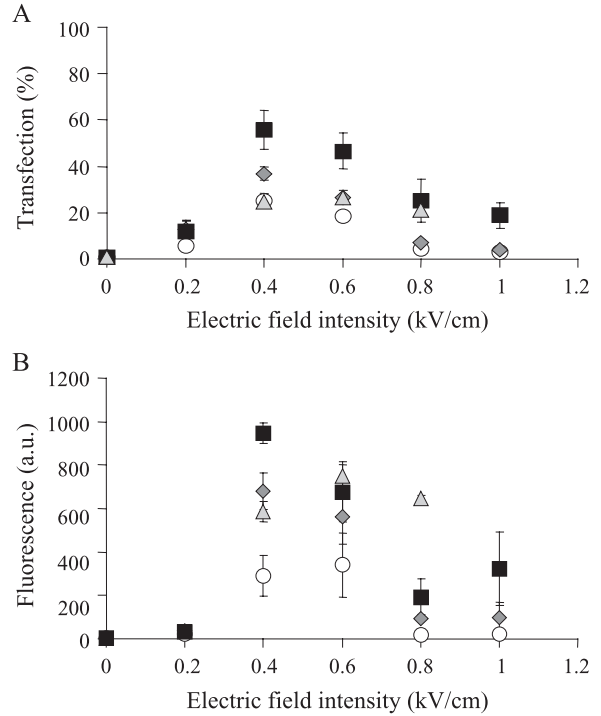 A
100
80
60
40
20
0
Transfection (%)
0 0.2 0.4 0.6 0.8 1 1.2
Electric field intensity (kV/cm)
B
1200
1000
800
600
400
200
0
Fluorescence (a.u.)
0 0.2 0.4 0.6 0.8 1 1.2
Electric field intensity (kV/cm)